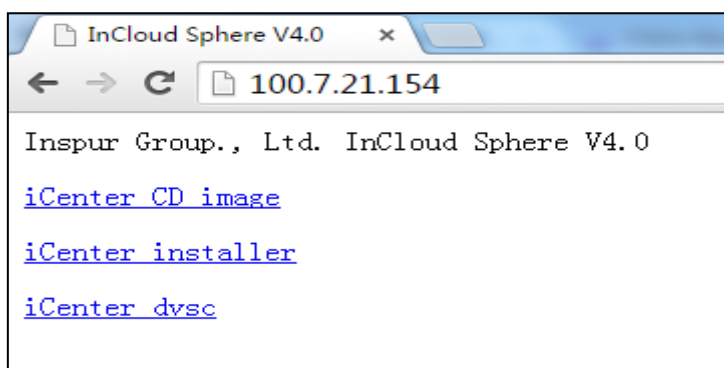 InCloud Sphere V4.0
100.7.21.154
Inspur Group., Ltd. InCloud Sphere V4.0
iCenter CD image
iCenter installer
iCenter dvsc